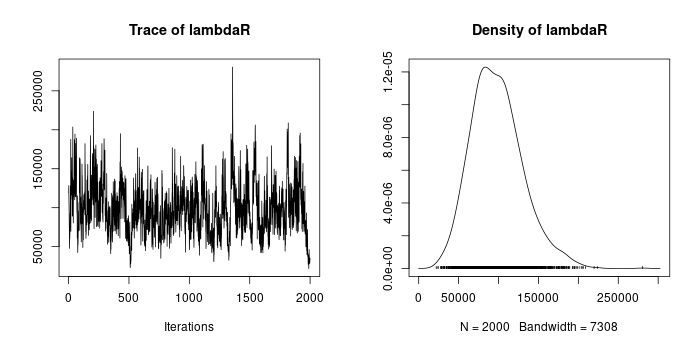 Trace of lambdaR
250000
150000
50000
0
500
1000
1500
2000
Iterations
Density of lambdaR
1.2e-05
8.0e-06
4.0e-06
0.0e+00
0
50000
150000
250000
N = 2000 Bandwidth = 7308